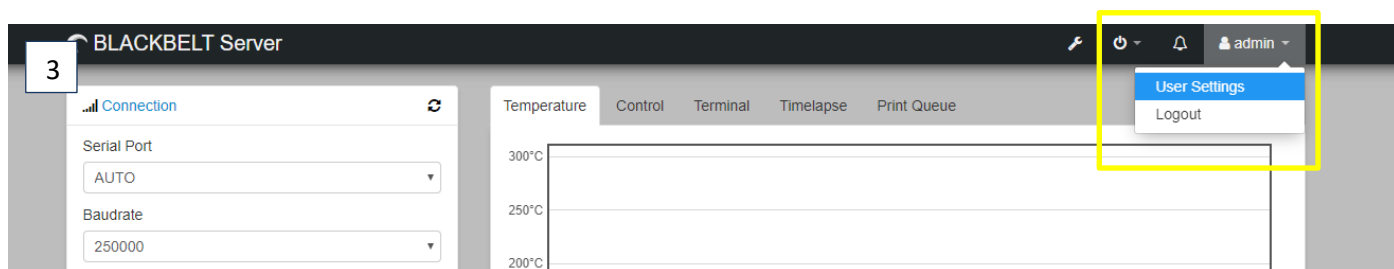 BLACKBELT Server
admin
3
User Settings
Logout
Connection
Temperature Control Terminal Timelapse Print Queue
Serial Port
AUTO
Baudrate
250000
300°C
250°C
200°C